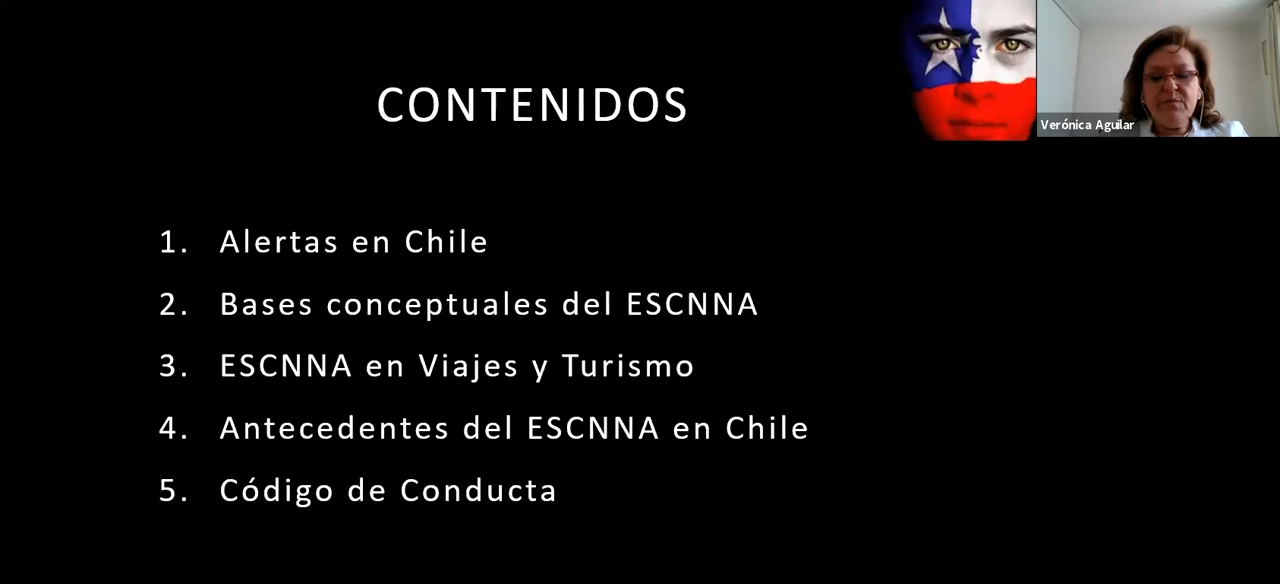 CONTENIDOS
Verónica Aguilar
1. Alertas en Chile
2. Bases conceptuales del ESCNNA
3. ESCNNA en Viajes y Turismo
4. Antecedentes del ESCNNA en Chile
5. Código de Conducta